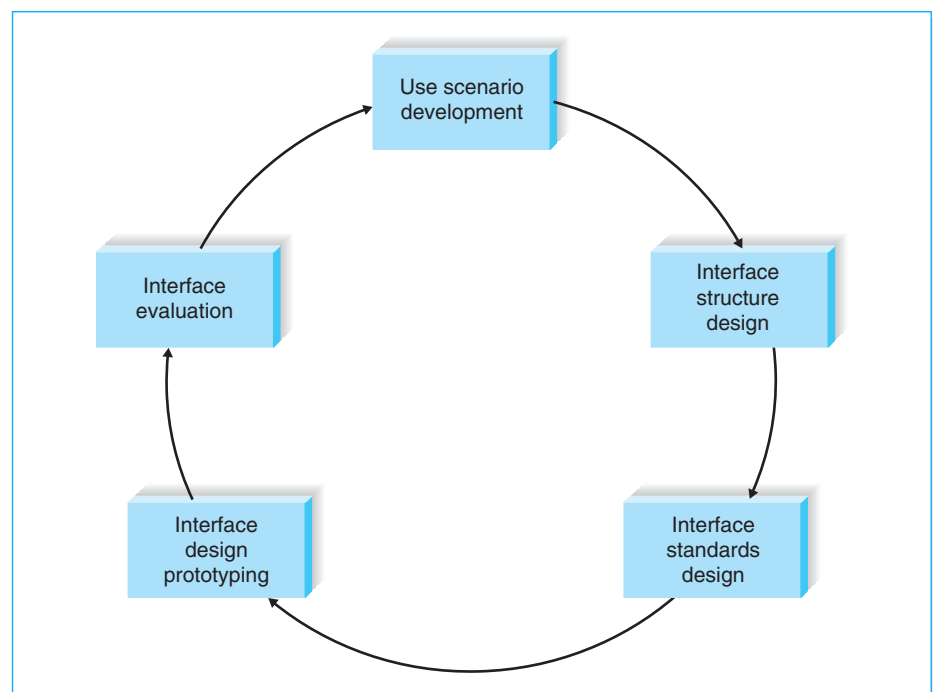 Use scenario
development
Interface
structure
design
Interface
standards
design
Interface
design
prototyping
Interface
evaluation